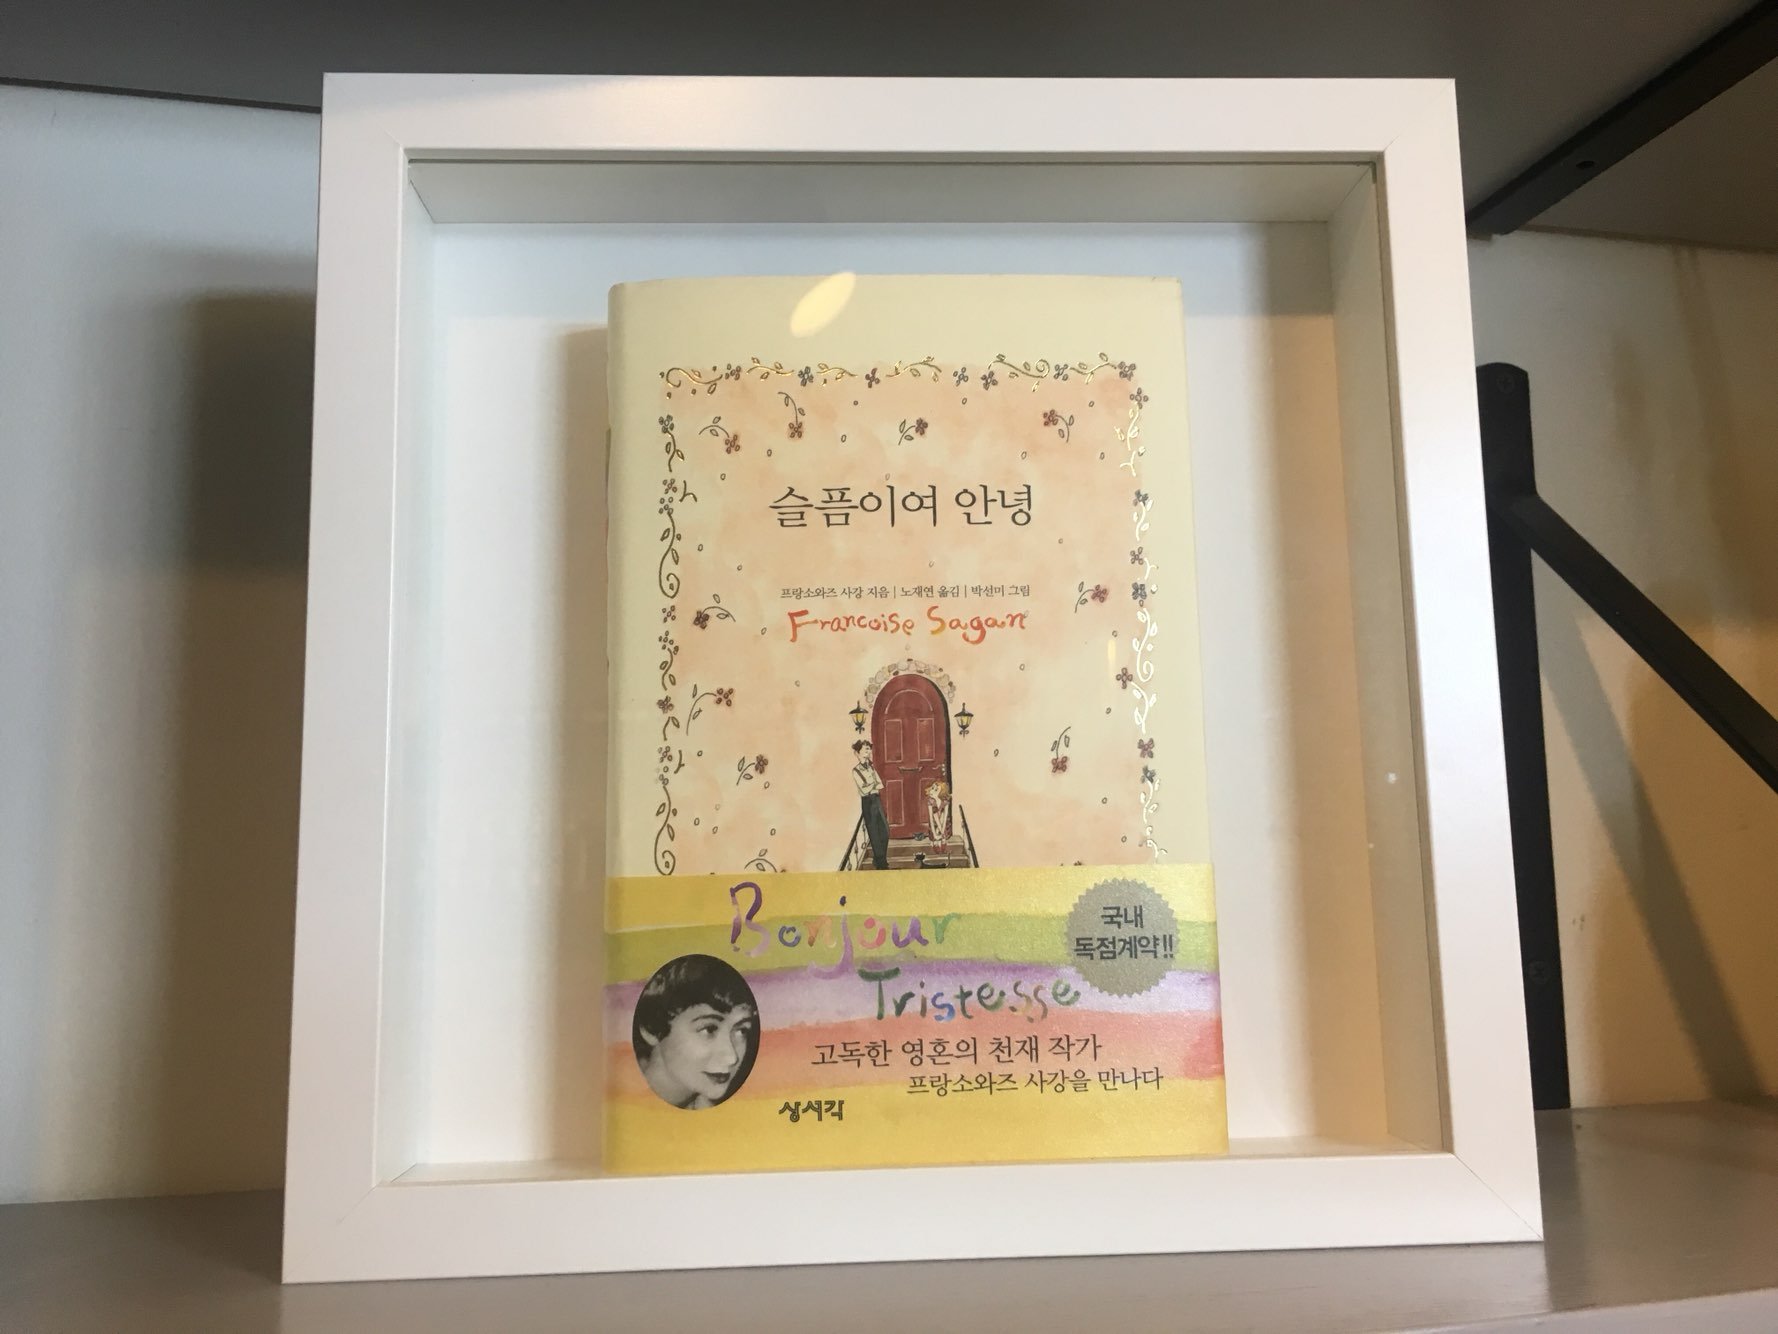 슬픔이여 안녕
프랑소와즈 사강 지음 | 노재연 옮김 | 박선미 그림
Francoise Sagan
Bonjour
Tristesse
국내
독점계약!!
고독한 영혼의 천재 작가
프랑소와즈 사강을 만나다
상서각